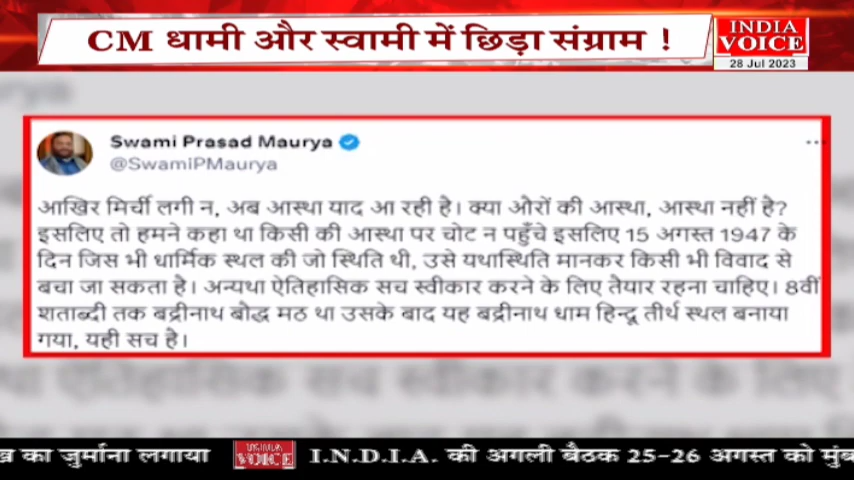 CM धामी और स्वामी में छिड़ा संग्राम !
INDIA
VOICE
28 Jul 2023
Swami Prasad Maurya
@SwamiPMaurya
आखिर मिर्ची लगी न, अब आस्था याद आ रही है। क्या औरों की आस्था, आस्था नहीं है?
इसलिए तो हमने कहा था किसी की आस्था पर चोट न पहुँचे इसलिए 15 अगस्त 1947 के
दिन जिस भी धार्मिक स्थल की जो स्थिति थी, उसे यथास्थिति मानकर किसी भी विवाद से
बचा जा सकता है। अन्यथा ऐतिहासिक सच स्वीकार करने के लिए तैयार रहना चाहिए। 8वीं
शताब्दी तक बद्रीनाथ बौद्ध मठ था उसके बाद यह बद्रीनाथ धाम हिन्दू तीर्थ स्थल बनाया
गया, यही सच है।
का जुर्माना लगाया INDIA VOICE I.N.D.I.A. की अगली बैठक 25-26 अगस्त को मुंब